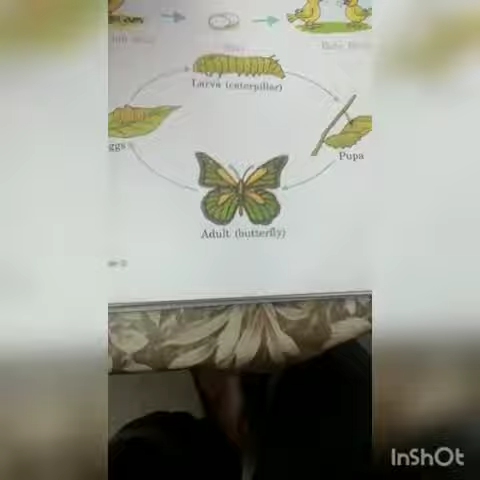 Larva (caterpillar)
ggs
Pupa
Adult (butterfly)
InShOt